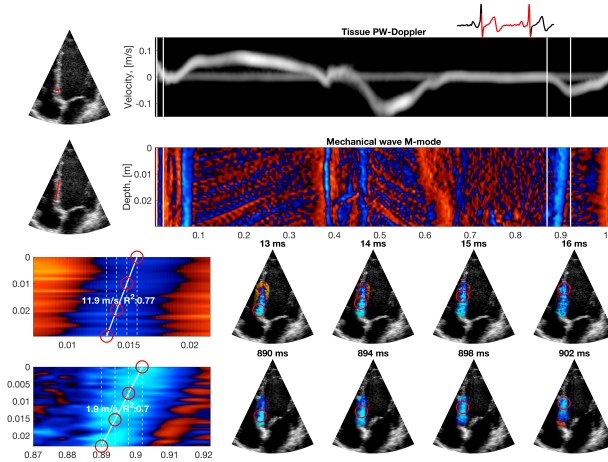 Tissue PW-Doppler
Velocity, [m/s]
0.1
0
-0.1
Mechanical wave M-mode
Depth, [m]
0
0.01
0.02
0.1 0.2 0.3 0.4 0.5 0.6 0.7 0.8 0.9 1
13 ms 14 ms 15 ms 16 ms
0
0.01
0.02
11.9 m/s/R²:0.77
0.01 0.015 0.02
890 ms 894 ms 898 ms 902 ms
0
0.005
0.01
0.015
0.02
1.9 m/s/R²:0.7
0.87 0.88 0.89 0.9 0.91 0.92